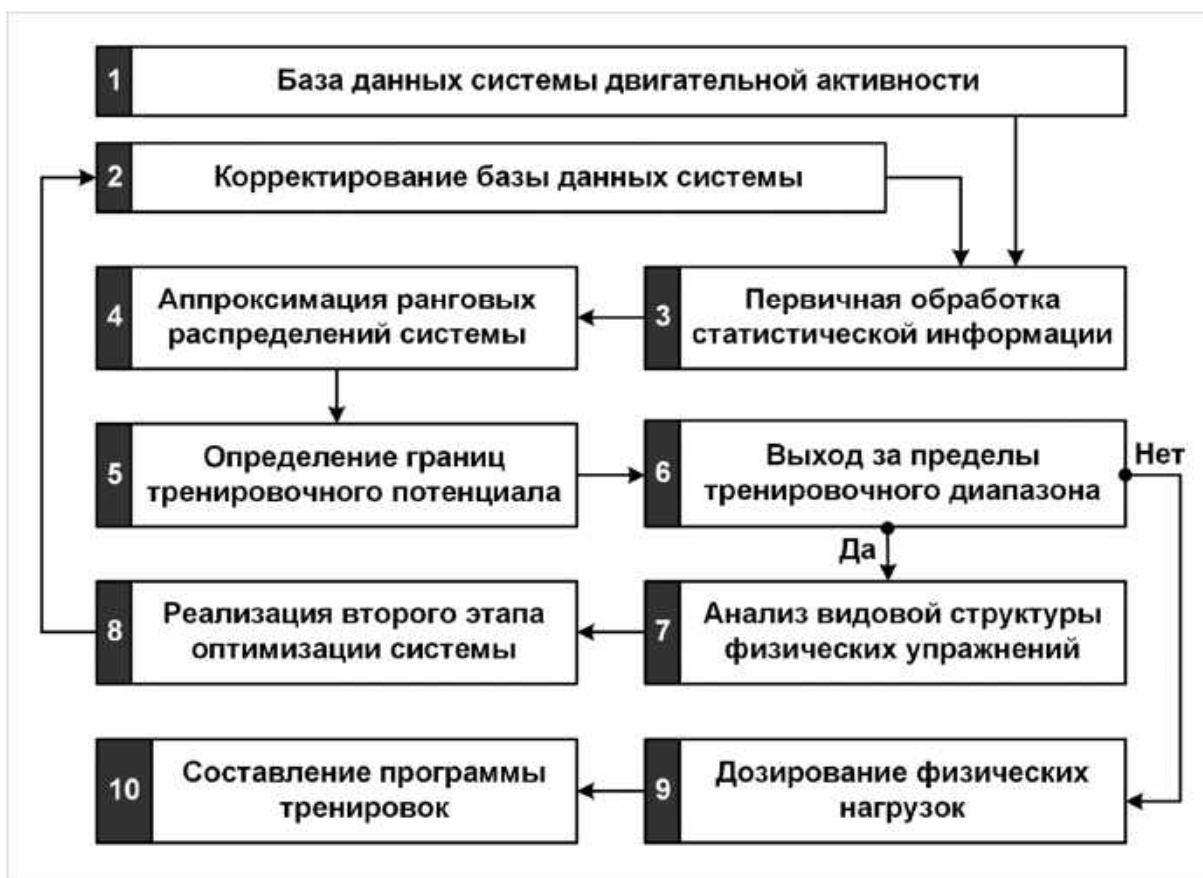 1 База данных системы двигательной активности
2 Корректирование базы данных системы
4 Аппроксимация ранговых
распределений системы
3 Первичная обработка
статистической информации
5 Определение границ
тренировочного потенциала
6 Выход за пределы
тренировочного диапазона
Нет
Да
8 Реализация второго этапа
оптимизации системы
7 Анализ видовой структуры
физических упражнений
10 Составление программы
тренировок
9 Дозирование физических
нагрузок